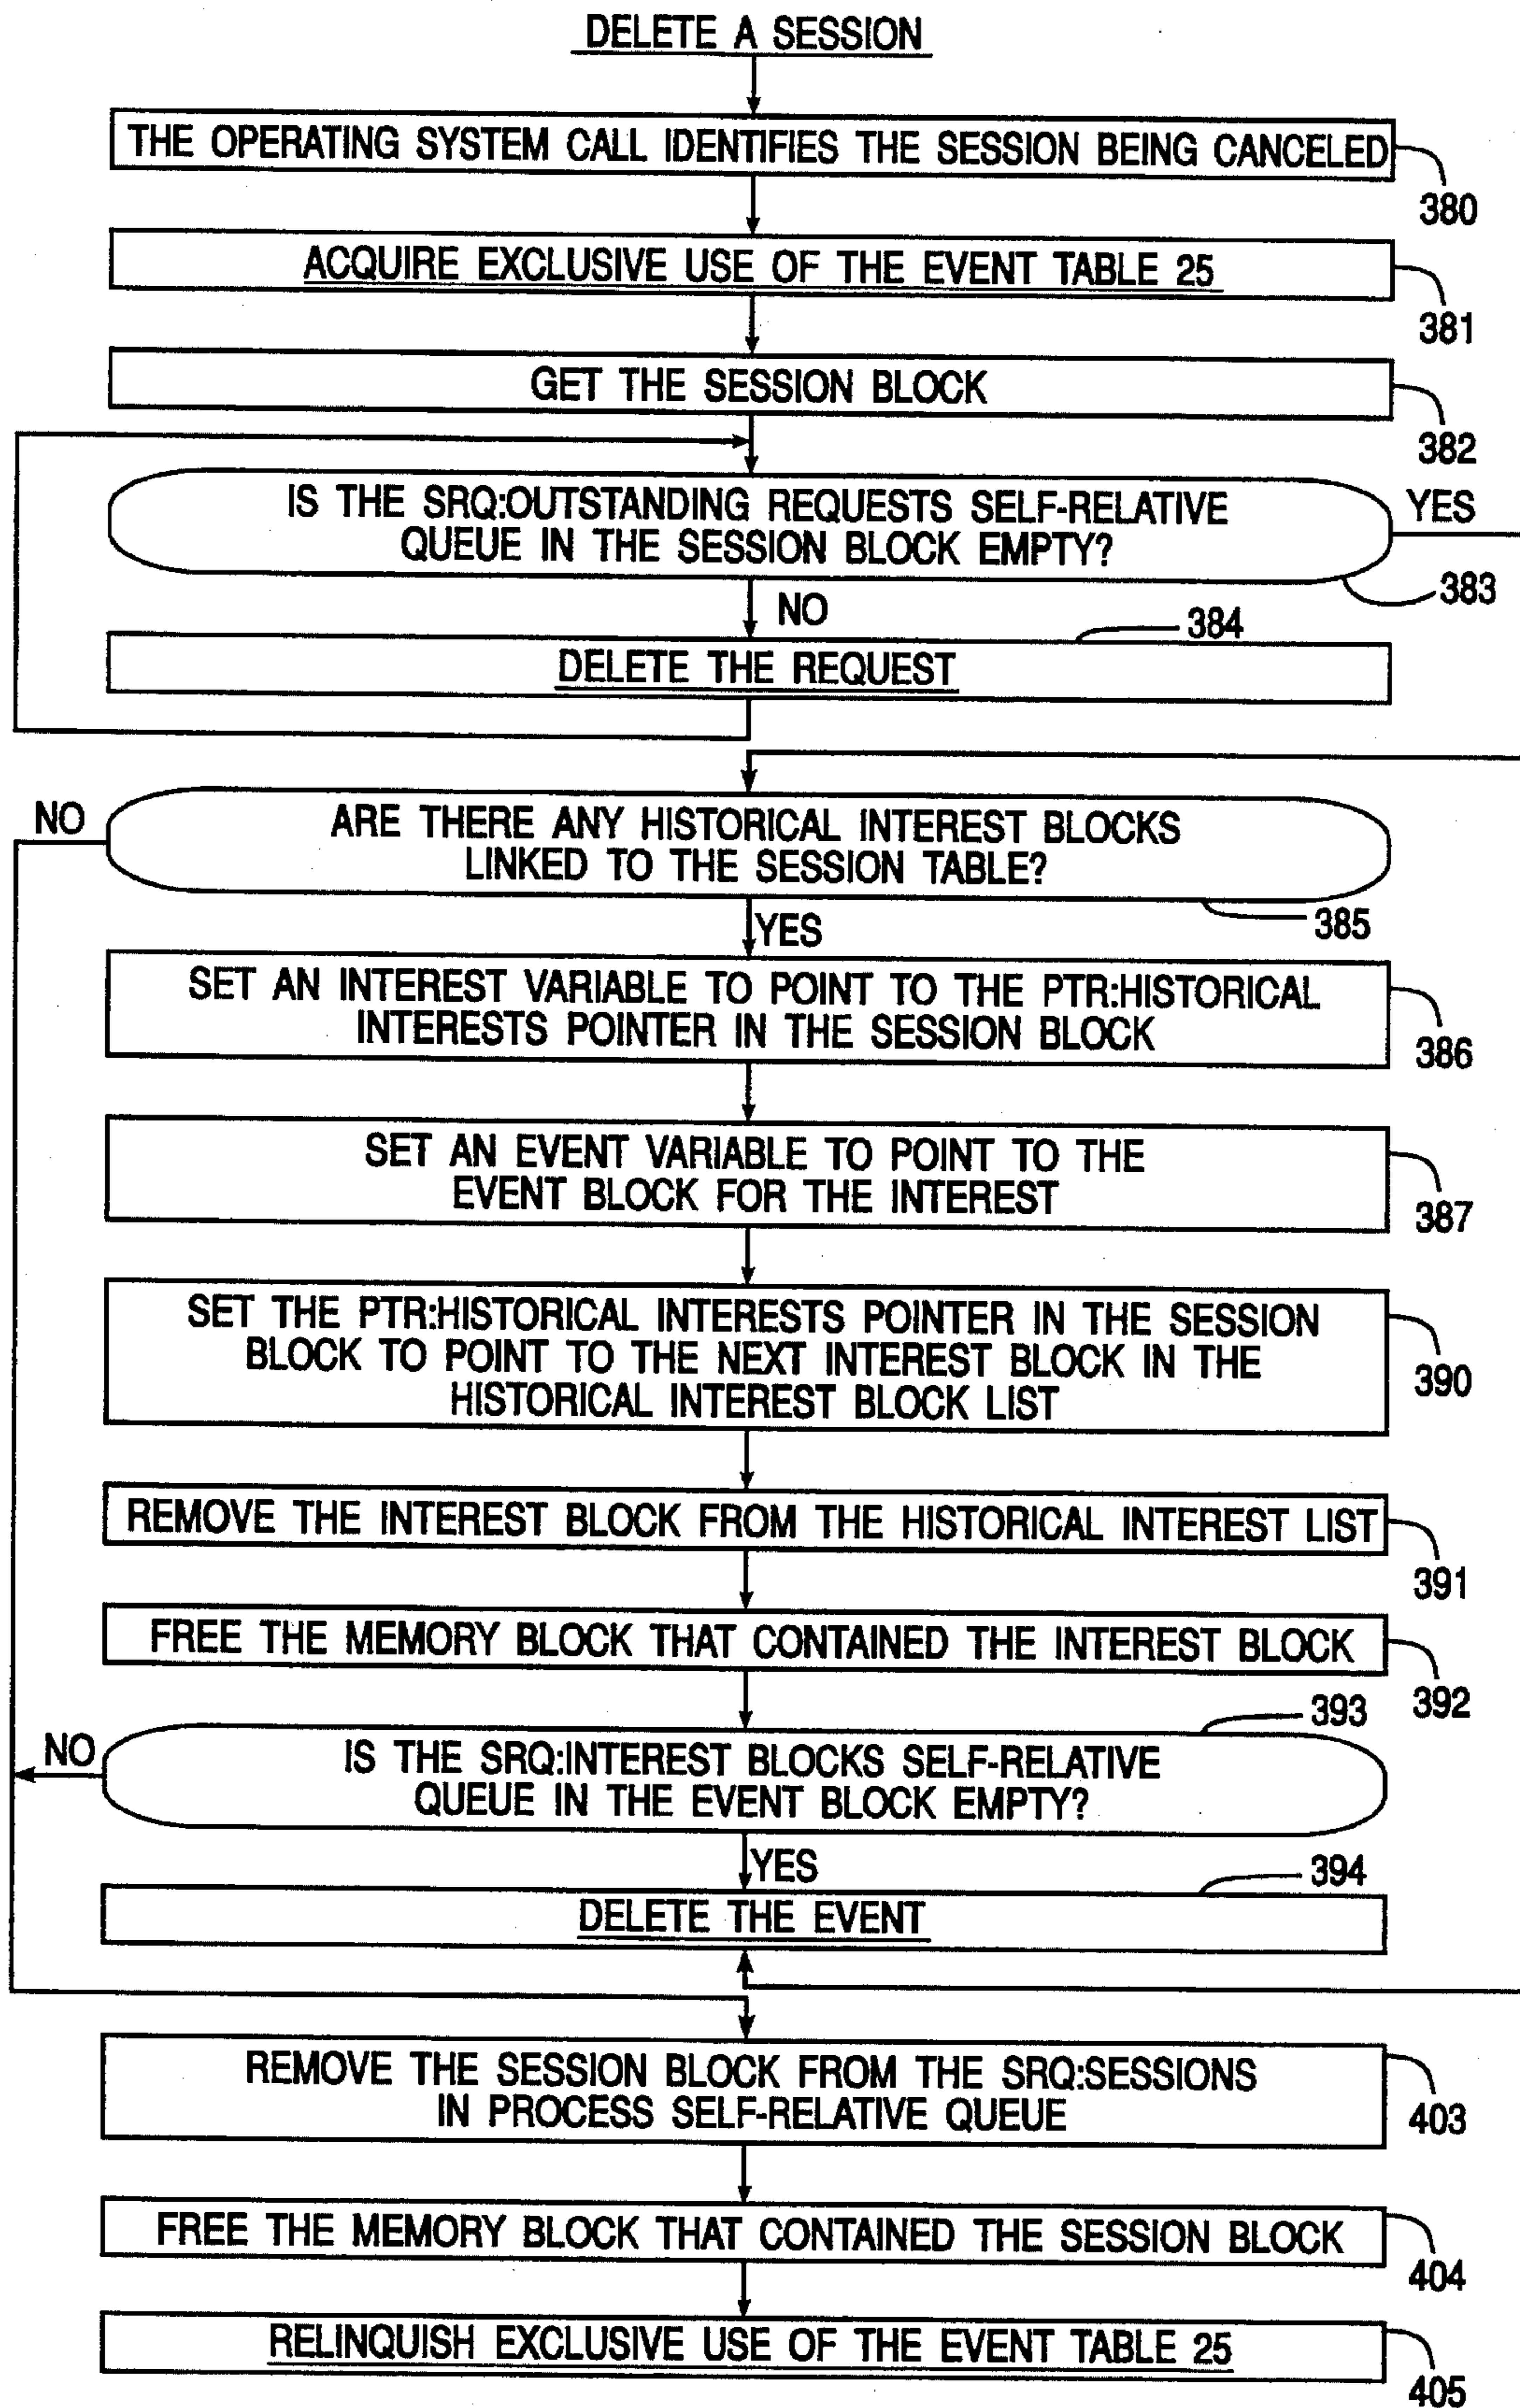 DELETE A SESSION
THE OPERATING SYSTEM CALL IDENTIFIES THE SESSION BEING CANCELED
380
ACQUIRE EXCLUSIVE USE OF THE EVENT TABLE 25
381
GET THE SESSION BLOCK
382
IS THE SRQ:OUTSTANDING REQUESTS SELF-RELATIVE
QUEUE IN THE SESSION BLOCK EMPTY?
YES
383
NO
384
DELETE THE REQUEST
NO
ARE THERE ANY HISTORICAL INTEREST BLOCKS
LINKED TO THE SESSION TABLE?
385
YES
SET AN INTEREST VARIABLE TO POINT TO THE PTR:HISTORICAL
INTERESTS POINTER IN THE SESSION BLOCK
386
SET AN EVENT VARIABLE TO POINT TO THE
EVENT BLOCK FOR THE INTEREST
387
SET THE PTR:HISTORICAL INTERESTS POINTER IN THE SESSION
BLOCK TO POINT TO THE NEXT INTEREST BLOCK IN THE
HISTORICAL INTEREST BLOCK LIST
390
REMOVE THE INTEREST BLOCK FROM THE HISTORICAL INTEREST LIST
391
FREE THE MEMORY BLOCK THAT CONTAINED THE INTEREST BLOCK
392
393
NO
IS THE SRQ:INTEREST BLOCKS SELF-RELATIVE
QUEUE IN THE EVENT BLOCK EMPTY?
YES
394
DELETE THE EVENT
REMOVE THE SESSION BLOCK FROM THE SRQ:SESSIONS
IN PROCESS SELF-RELATIVE QUEUE
403
FREE THE MEMORY BLOCK THAT CONTAINED THE SESSION BLOCK
404
RELINQUISH EXCLUSIVE USE OF THE EVENT TABLE 25
405